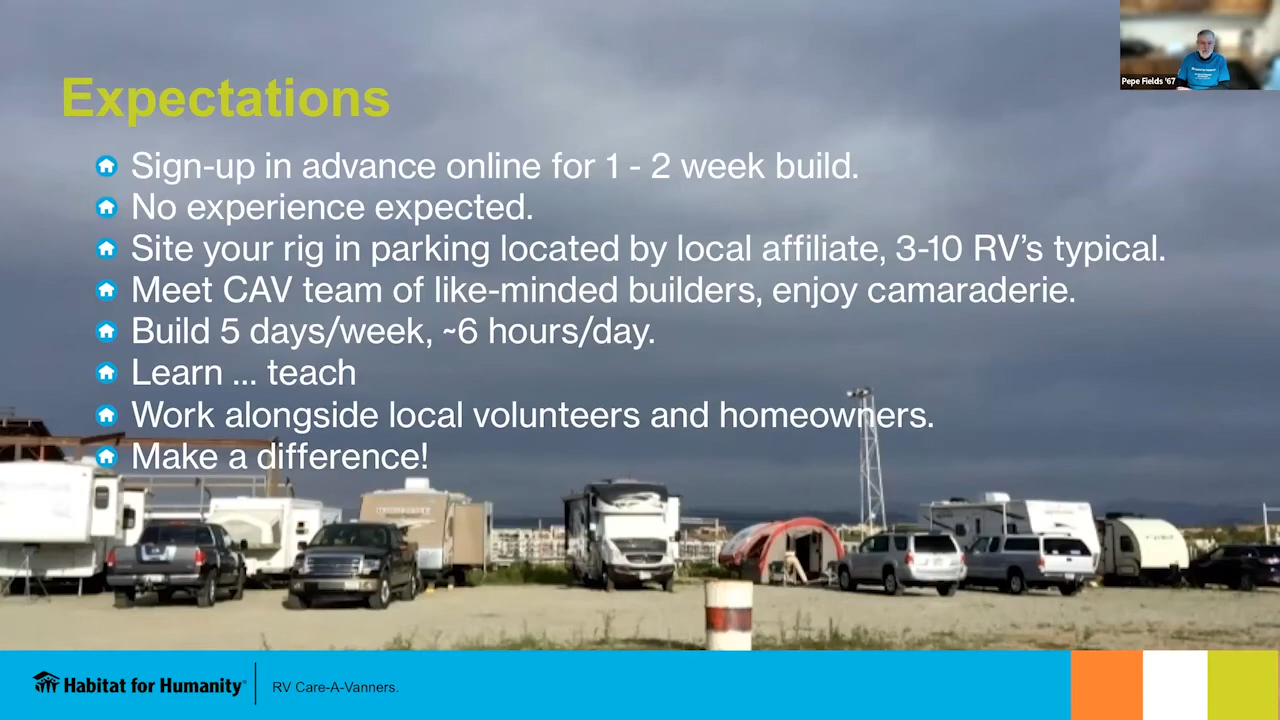 Expectations
Sign-up in advance online for 1 - 2 week build.
No experience expected.
Site your rig in parking located by local affiliate, 3-10 RV's typical.
Meet CAV team of like-minded builders, enjoy camaraderie.
Build 5 days/week, ~6 hours/day.
Learn ... teach
Work alongside local volunteers and homeowners.
Make a difference!
Pepe Fields '67
Habitat for Humanity®
RV Care-A-Vanners.